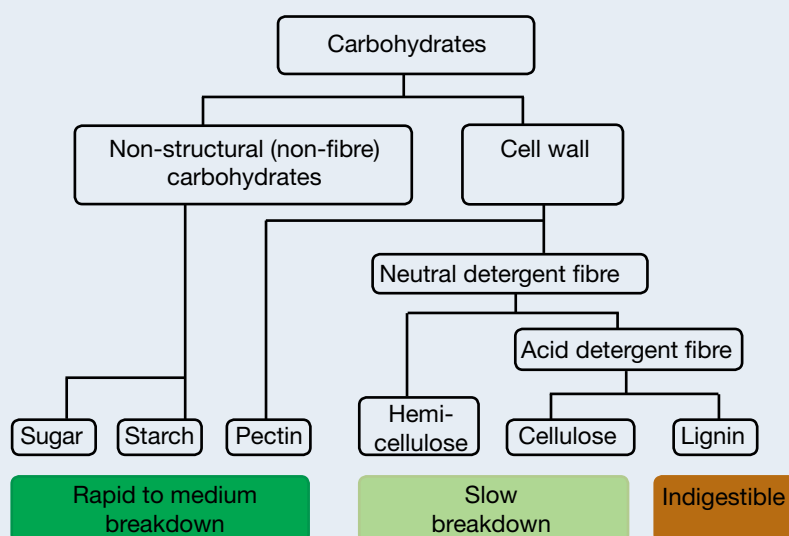 Carbohydrates
Non-structural (non-fibre)
carbohydrates
Cell wall
Neutral detergent fibre
Acid detergent fibre
Sugar
Starch
Pectin
Hemi-
cellulose
Cellulose
Lignin
Rapid to medium
breakdown
Slow
breakdown
Indigestible